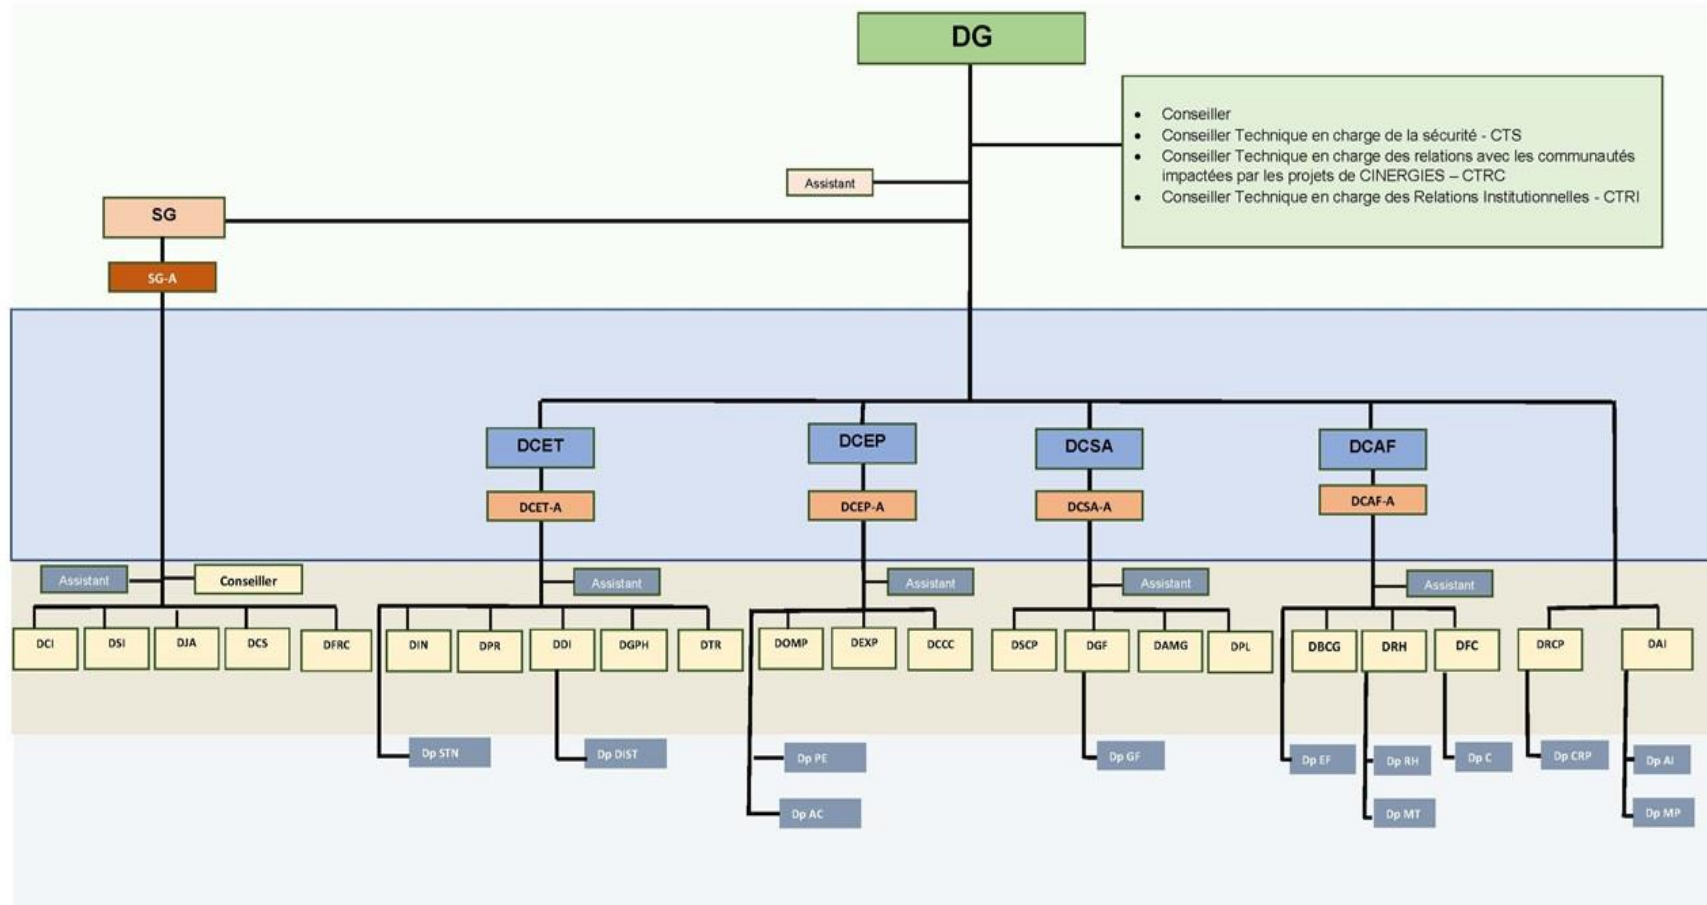 DG
• Conseiller
• Conseiller Technique en charge de la sécurité - CTS
• Conseiller Technique en charge des relations avec les communautés
impactées par les projets de CINERGIES – CTRC
• Conseiller Technique en charge des Relations Institutionnelles - CTRI
Assistant
SG
SG-A
DCET
DCEP
DCSA
DCAF
DCET-A
DCEP-A
DCSA-A
DCAF-A
Assistant
Conseiller
Assistant
Assistant
Assistant
Assistant
DCI
DSI
DJA
DCS
DFRC
DIN
DPR
DDI
DGPH
DTR
DOMP
DEXP
DCCC
DSCP
DGF
DAMG
DPL
DBCG
DRH
DFC
DRCP
DAI
Dp STN
Dp DIST
Dp PE
Dp GF
Dp EF
Dp RH
Dp C
Dp CRP
Dp AI
Dp AC
Dp MT
Dp MP